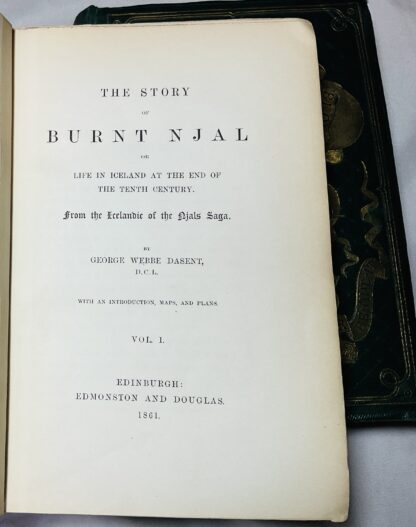 THE STORY
OF
BURNT NJAL
OR
LIFE IN ICELAND AT THE END OF
THE TENTH CENTURY.
From the Icelandic of the Njals Saga.
BY
GEORGE WEBBE DASENT,
D.C.L.
WITH AN INTRODUCTION, MAPS, AND PLANS
VOL. I.
EDINBURGH:
EDMONSTON AND DOUGLAS.
1861.